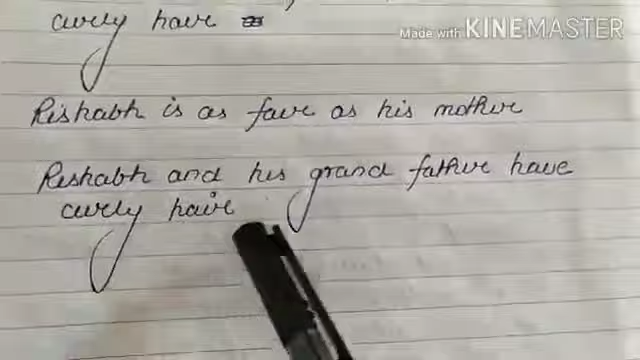 curly have
Made with KINEMASTER
Rishabh is as fair as his mother
Rishabh and his grand father have
curly hair